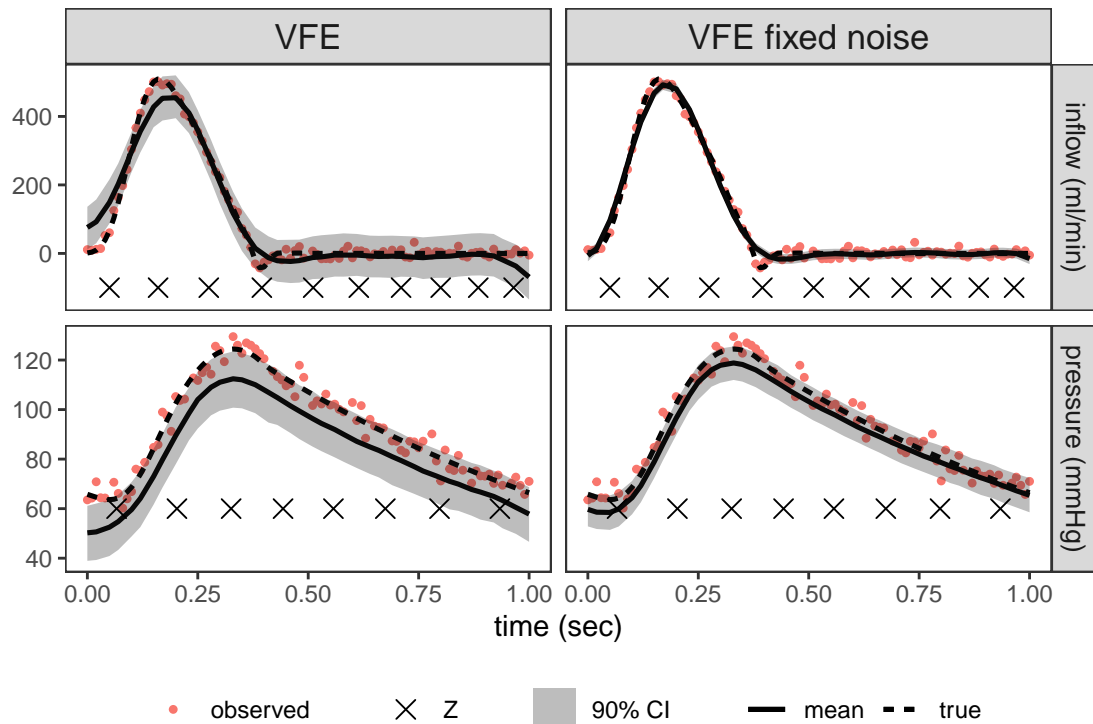 VFE
VFE fixed noise
400
200
0
inflow (ml/min)
120
100
80
60
40
pressure (mmHg)
0.00 0.25 0.50 0.75 1.00
0.00 0.25 0.50 0.75 1.00
time (sec)
observed Z 90% CI mean true